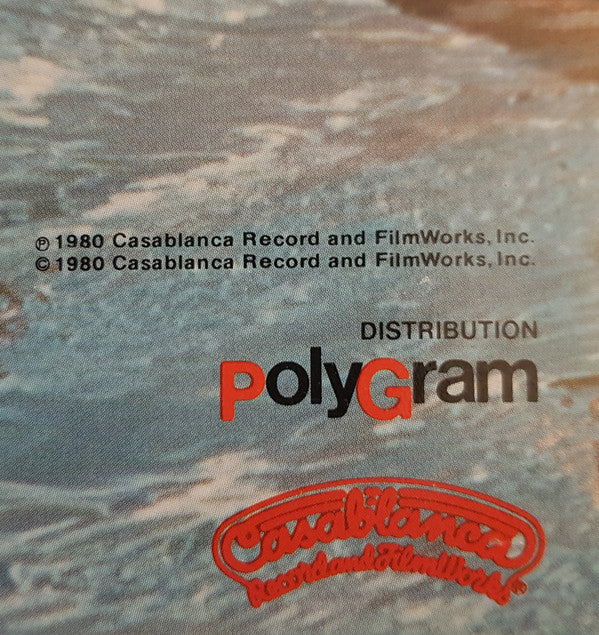 ℗ 1980 Casablanca Record and FilmWorks, Inc.
© 1980 Casablanca Record and FilmWorks, Inc.
DISTRIBUTION
PolyGram
Casablanca
Record and FilmWorks ®